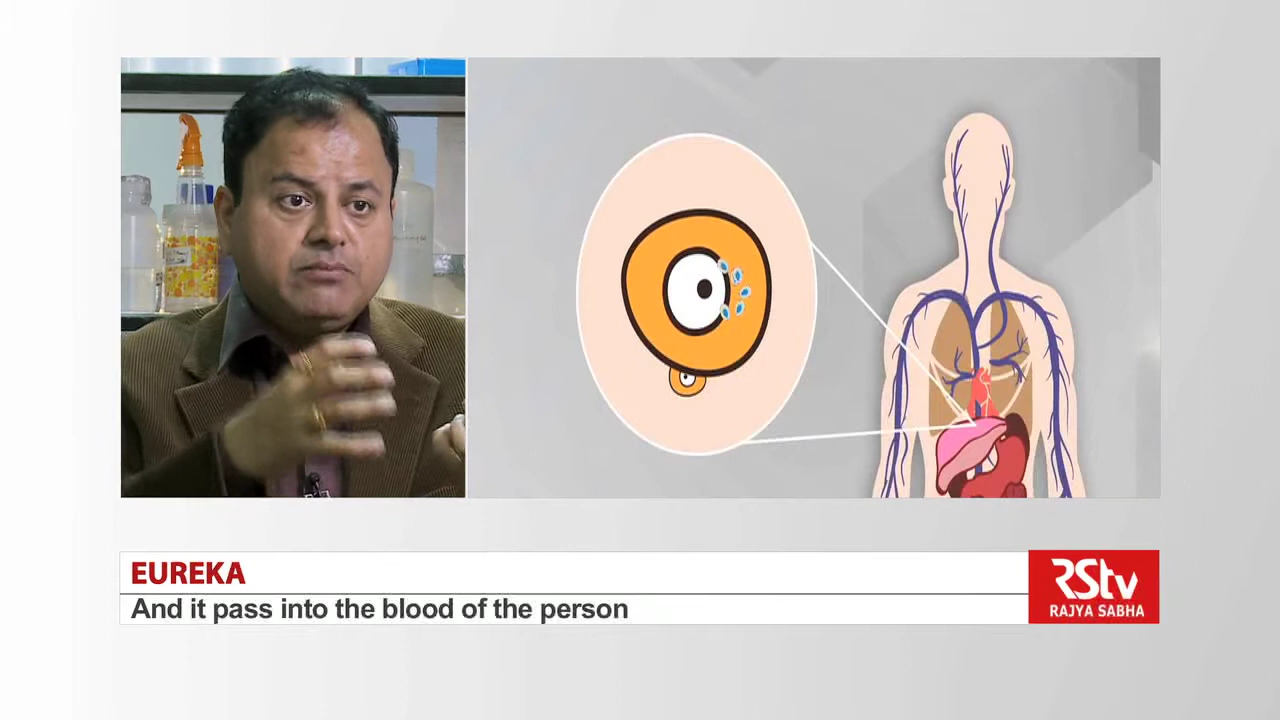 EUREKA
And it pass into the blood of the person
RStv
RAJYA SABHA